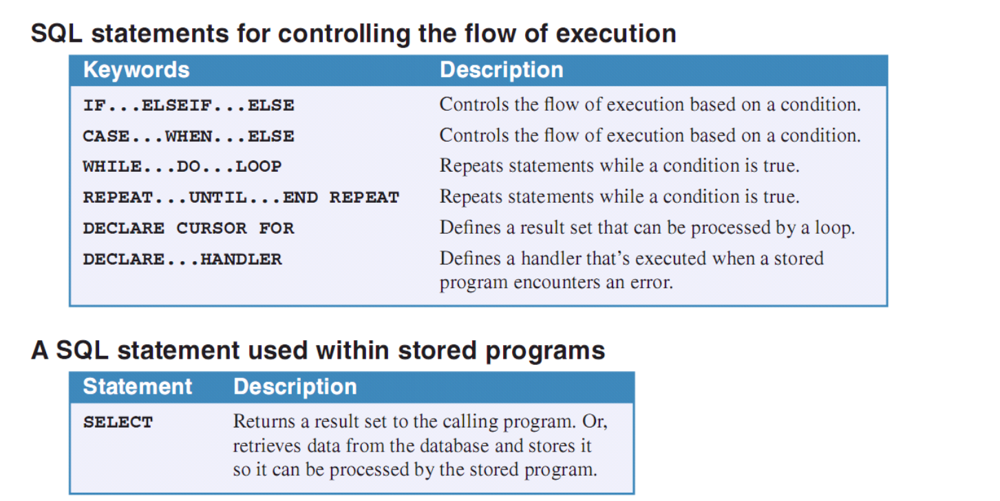 SQL statements for controlling the flow of execution
Keywords Description
IF...ELSEIF...ELSE Controls the flow of execution based on a condition.
CASE...WHEN...ELSE Controls the flow of execution based on a condition.
WHILE...DO...LOOP Repeats statements while a condition is true.
REPEAT...UNTIL...END REPEAT Repeats statements while a condition is true.
DECLARE CURSOR FOR Defines a result set that can be processed by a loop.
DECLARE...HANDLER Defines a handler that’s executed when a stored
program encounters an error.
A SQL statement used within stored programs
Statement Description
SELECT Returns a result set to the calling program. Or,
retrieves data from the database and stores it
so it can be processed by the stored program.